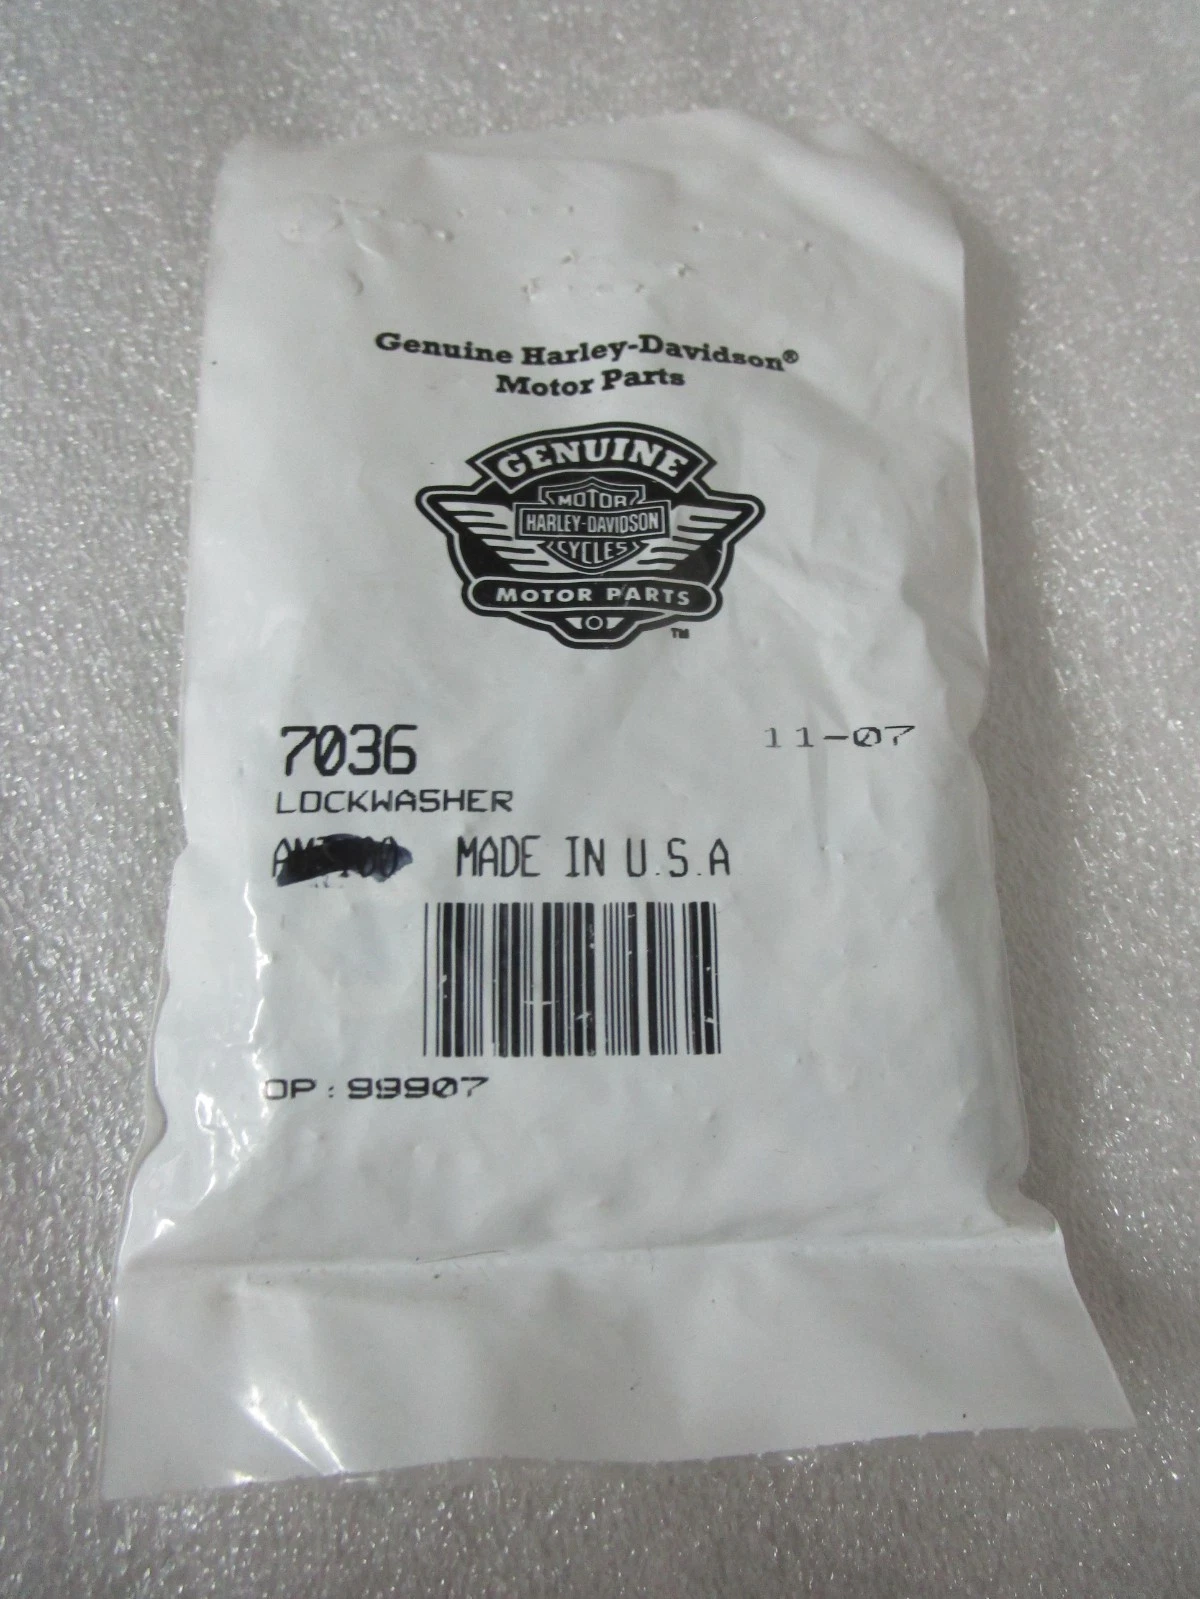 Genuine Harley-Davidson®
Motor Parts
GENUINE
MOTOR
HARLEY-DAVIDSON
CYCLES
MOTOR PARTS
TM
7036 11-07
LOCKWASHER
MADE IN U.S.A
OP: 99907